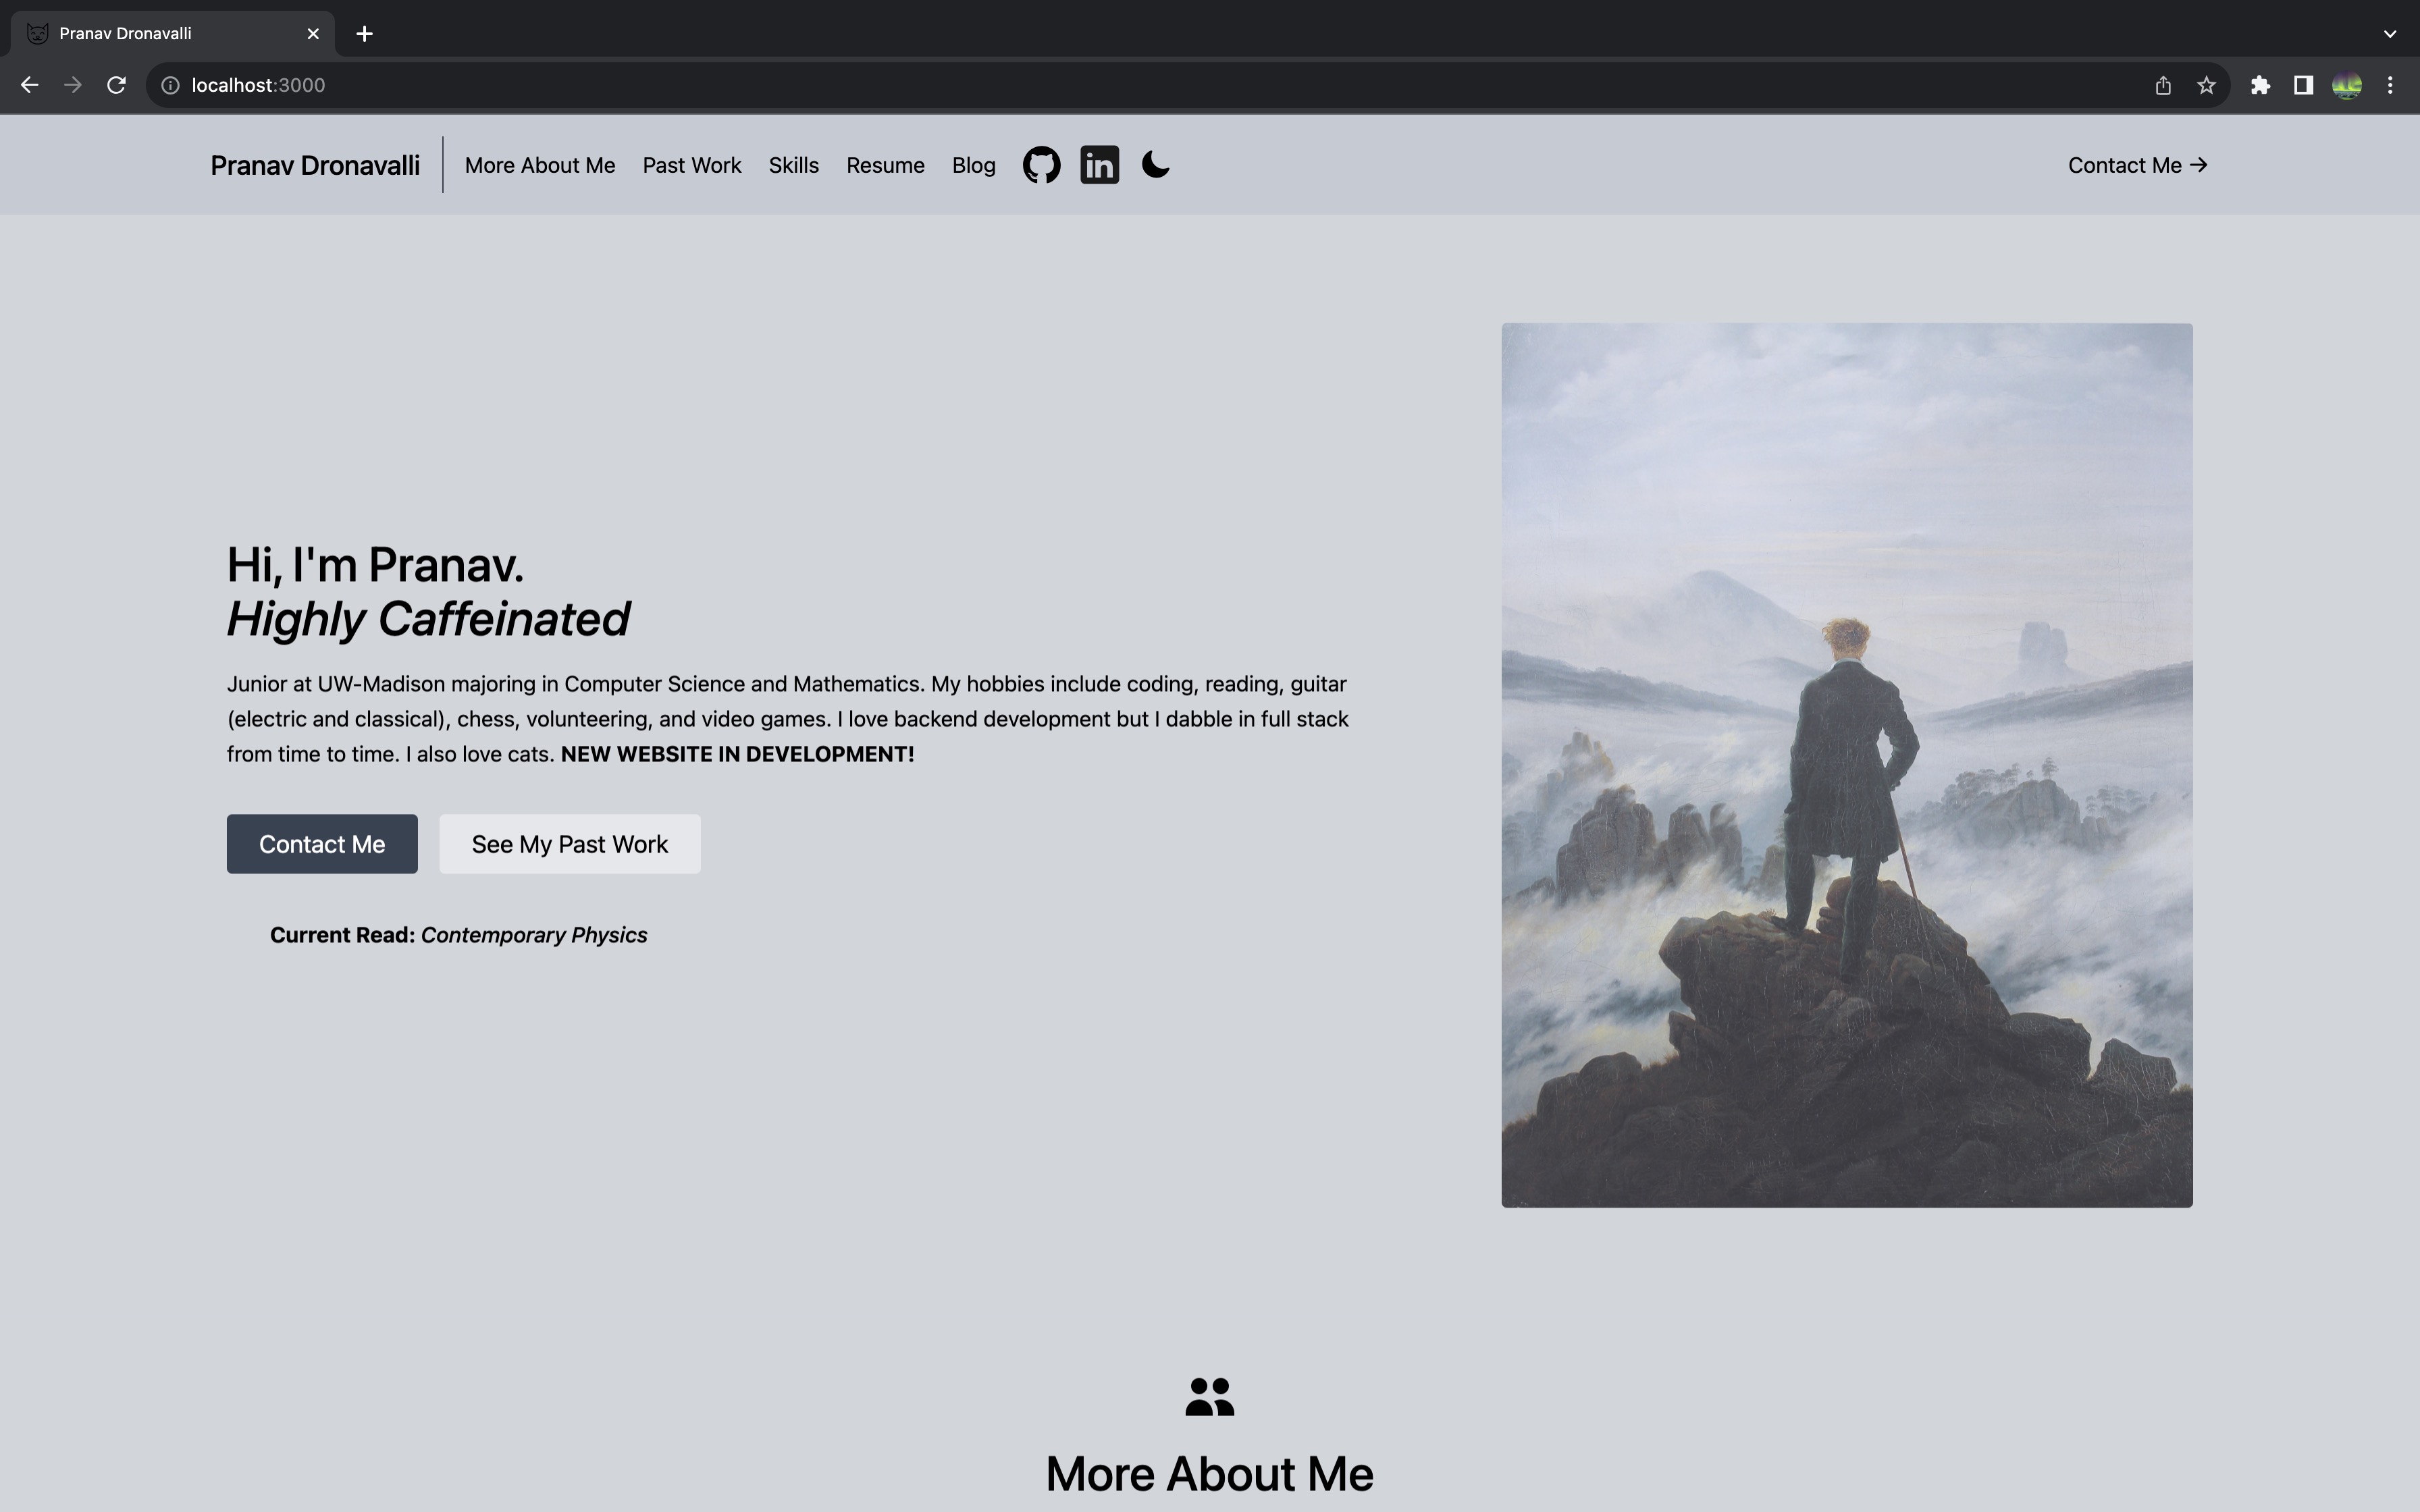 Pranav Dronavalli
localhost:3000
Pranav Dronavalli More About Me Past Work Skills Resume Blog in Contact Me →
Hi, I'm Pranav.
Highly Caffeinated
Junior at UW-Madison majoring in Computer Science and Mathematics. My hobbies include coding, reading, guitar
(electric and classical), chess, volunteering, and video games. I love backend development but I dabble in full stack
from time to time. I also love cats. NEW WEBSITE IN DEVELOPMENT!
Contact Me See My Past Work
Current Read: Contemporary Physics
More About Me